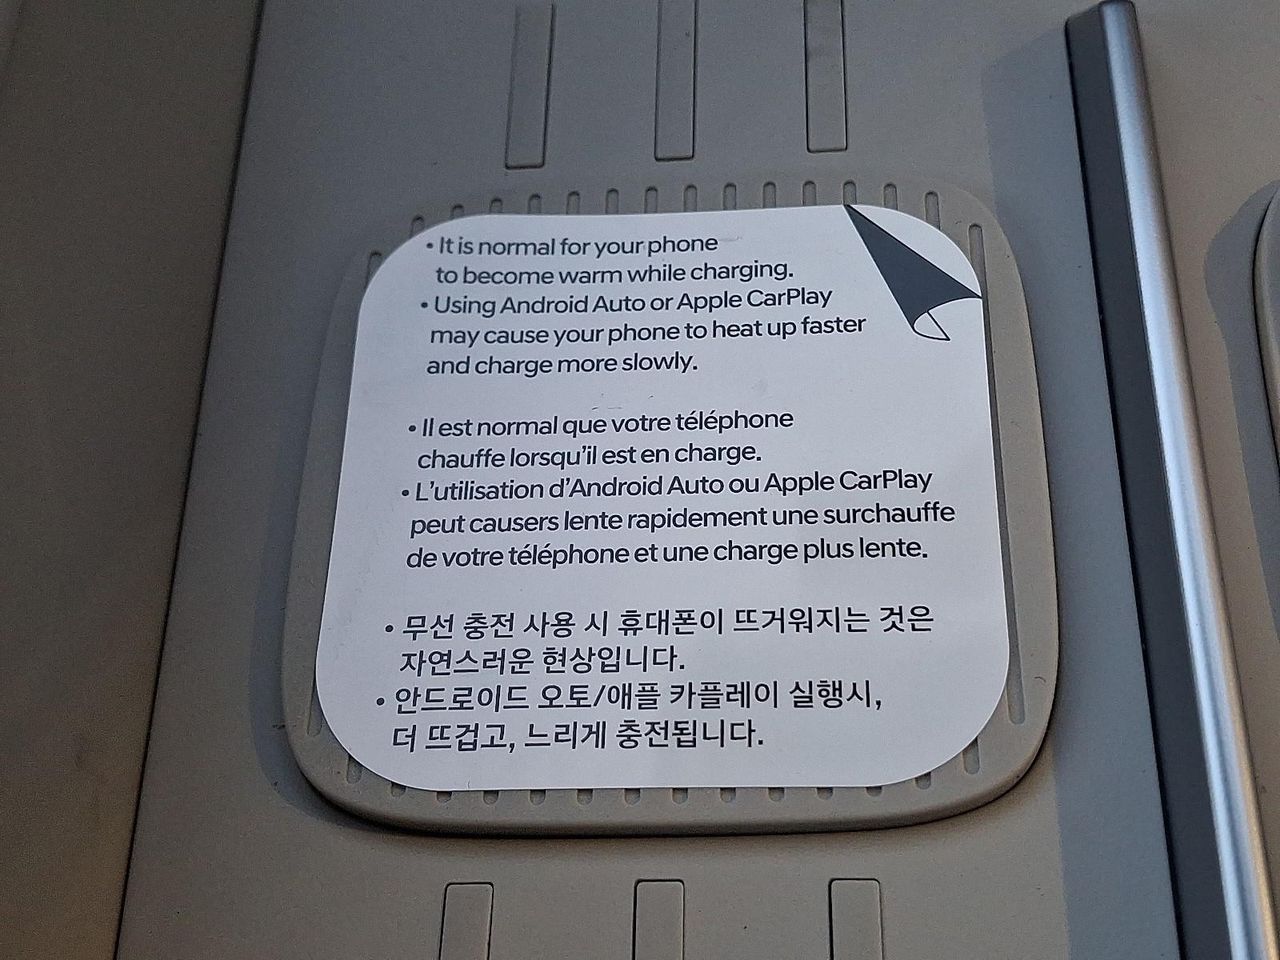 • It is normal for your phone
to become warm while charging.
• Using Android Auto or Apple CarPlay
may cause your phone to heat up faster
and charge more slowly.
• Il est normal que votre téléphone
chauffe lorsqu'il est en charge.
• L'utilisation d'Android Auto ou Apple CarPlay
peut causers lente rapidement une surchauffe
de votre téléphone et une charge plus lente.
• 무선 충전 사용 시 휴대폰이 뜨거워지는 것은
자연스러운 현상입니다.
• 안드로이드 오토/애플 카플레이 실행시,
더 뜨겁고, 느리게 충전됩니다.